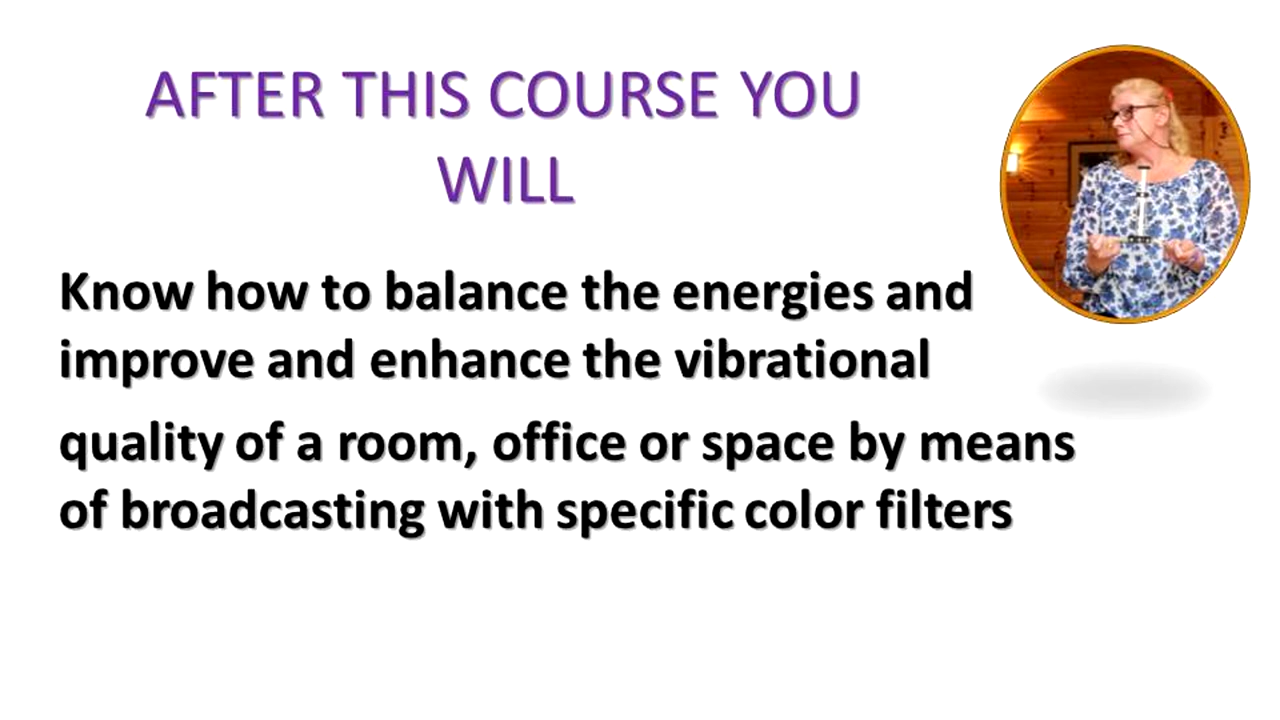 AFTER THIS COURSE YOU
WILL
Know how to balance the energies and
improve and enhance the vibrational
quality of a room, office or space by means
of broadcasting with specific color filters